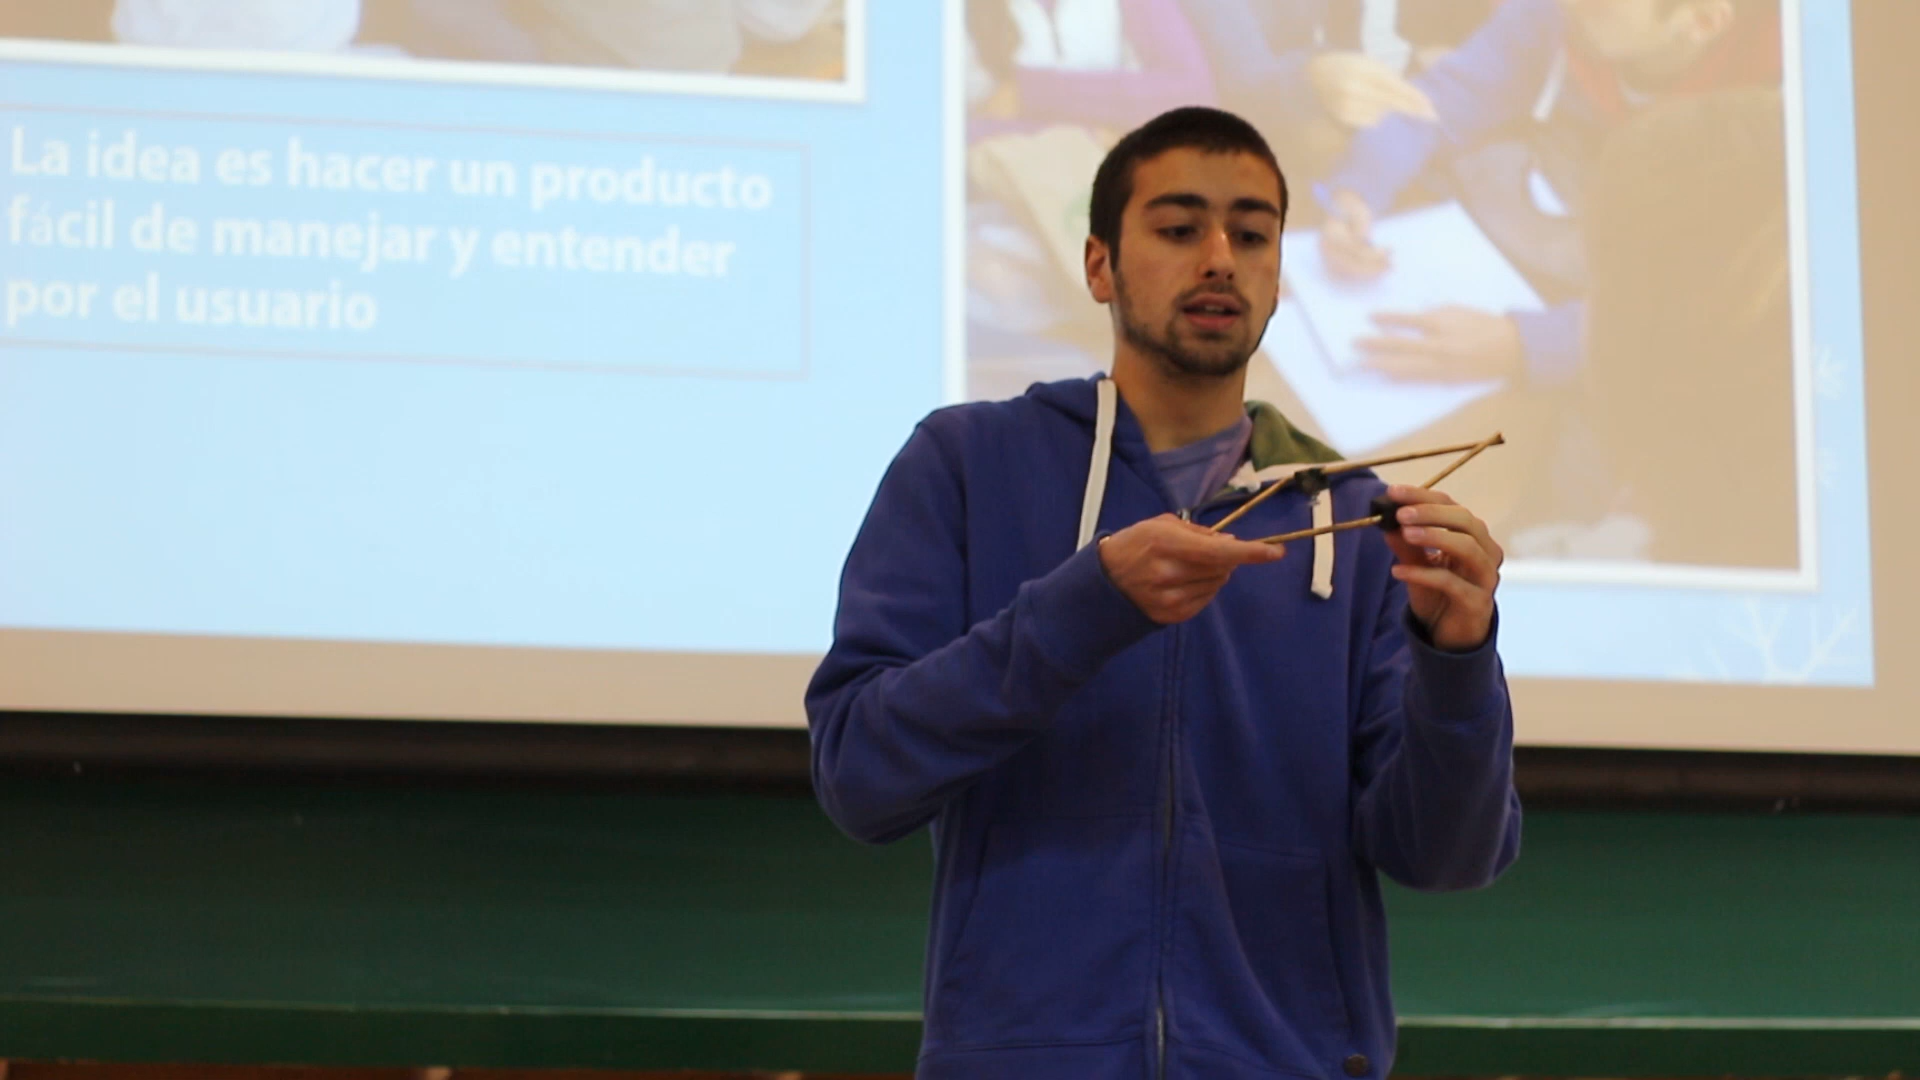 La idea es hacer un producto
fácil de manejar y entender
por el usuario